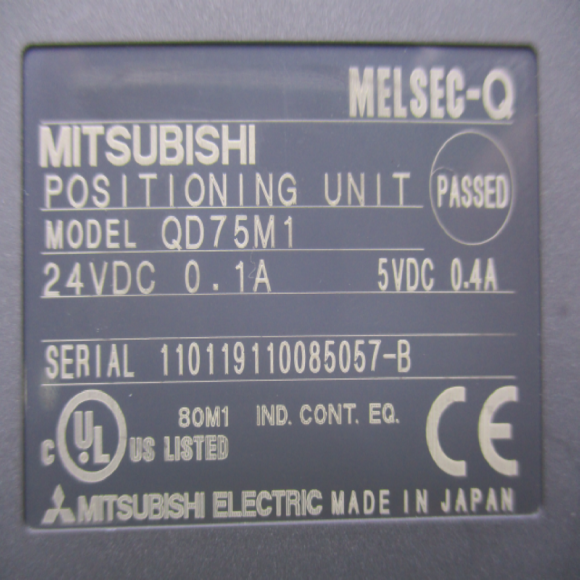 MELSEC-Q
MITSUBISHI
POSITIONING UNIT
PASSED
MODEL QD75M1
24VDC 0.1A 5VDC 0.4A
SERIAL 110119110085057-B
80M1 IND. CONT. EQ.
C UL US LISTED
CE
MITSUBISHI ELECTRIC MADE IN JAPAN